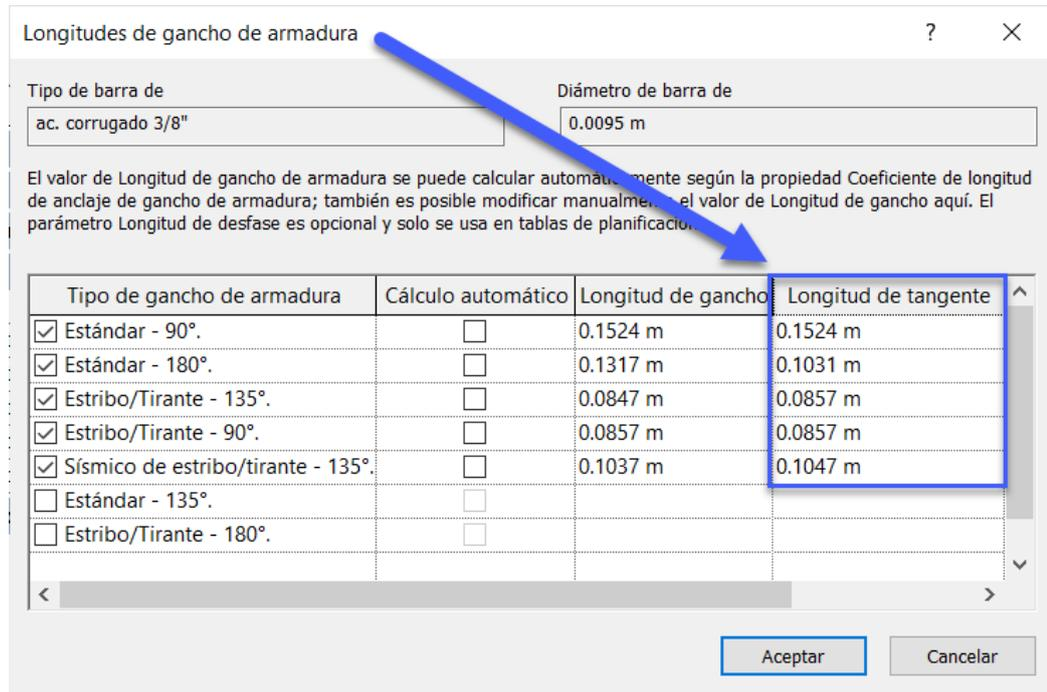 Longitudes de gancho de armadura ?
Tipo de barra de Diámetro de barra de
ac. corrugado 3/8" 0.0095 m
El valor de Longitud de gancho de armadura se puede calcular automáticamente según la propiedad Coeficiente de longitud
de anclaje de gancho de armadura; también es posible modificar manualmente el valor de Longitud de gancho aquí. El
parámetro Longitud de desfase es opcional y solo se usa en tablas de planificación.
Tipo de gancho de armadura Cálculo automático Longitud de gancho Longitud de tangente
Estándar - 90°. 0.1524 m 0.1524 m
Estándar - 180°. 0.1317 m 0.1031 m
Estribo/Tirante - 135°. 0.0847 m 0.0857 m
Estribo/Tirante - 90°. 0.0857 m 0.0857 m
Sísmico de estribo/tirante - 135°. 0.1037 m 0.1047 m
Estándar - 135°.
Estribo/Tirante - 180°.
Aceptar Cancelar